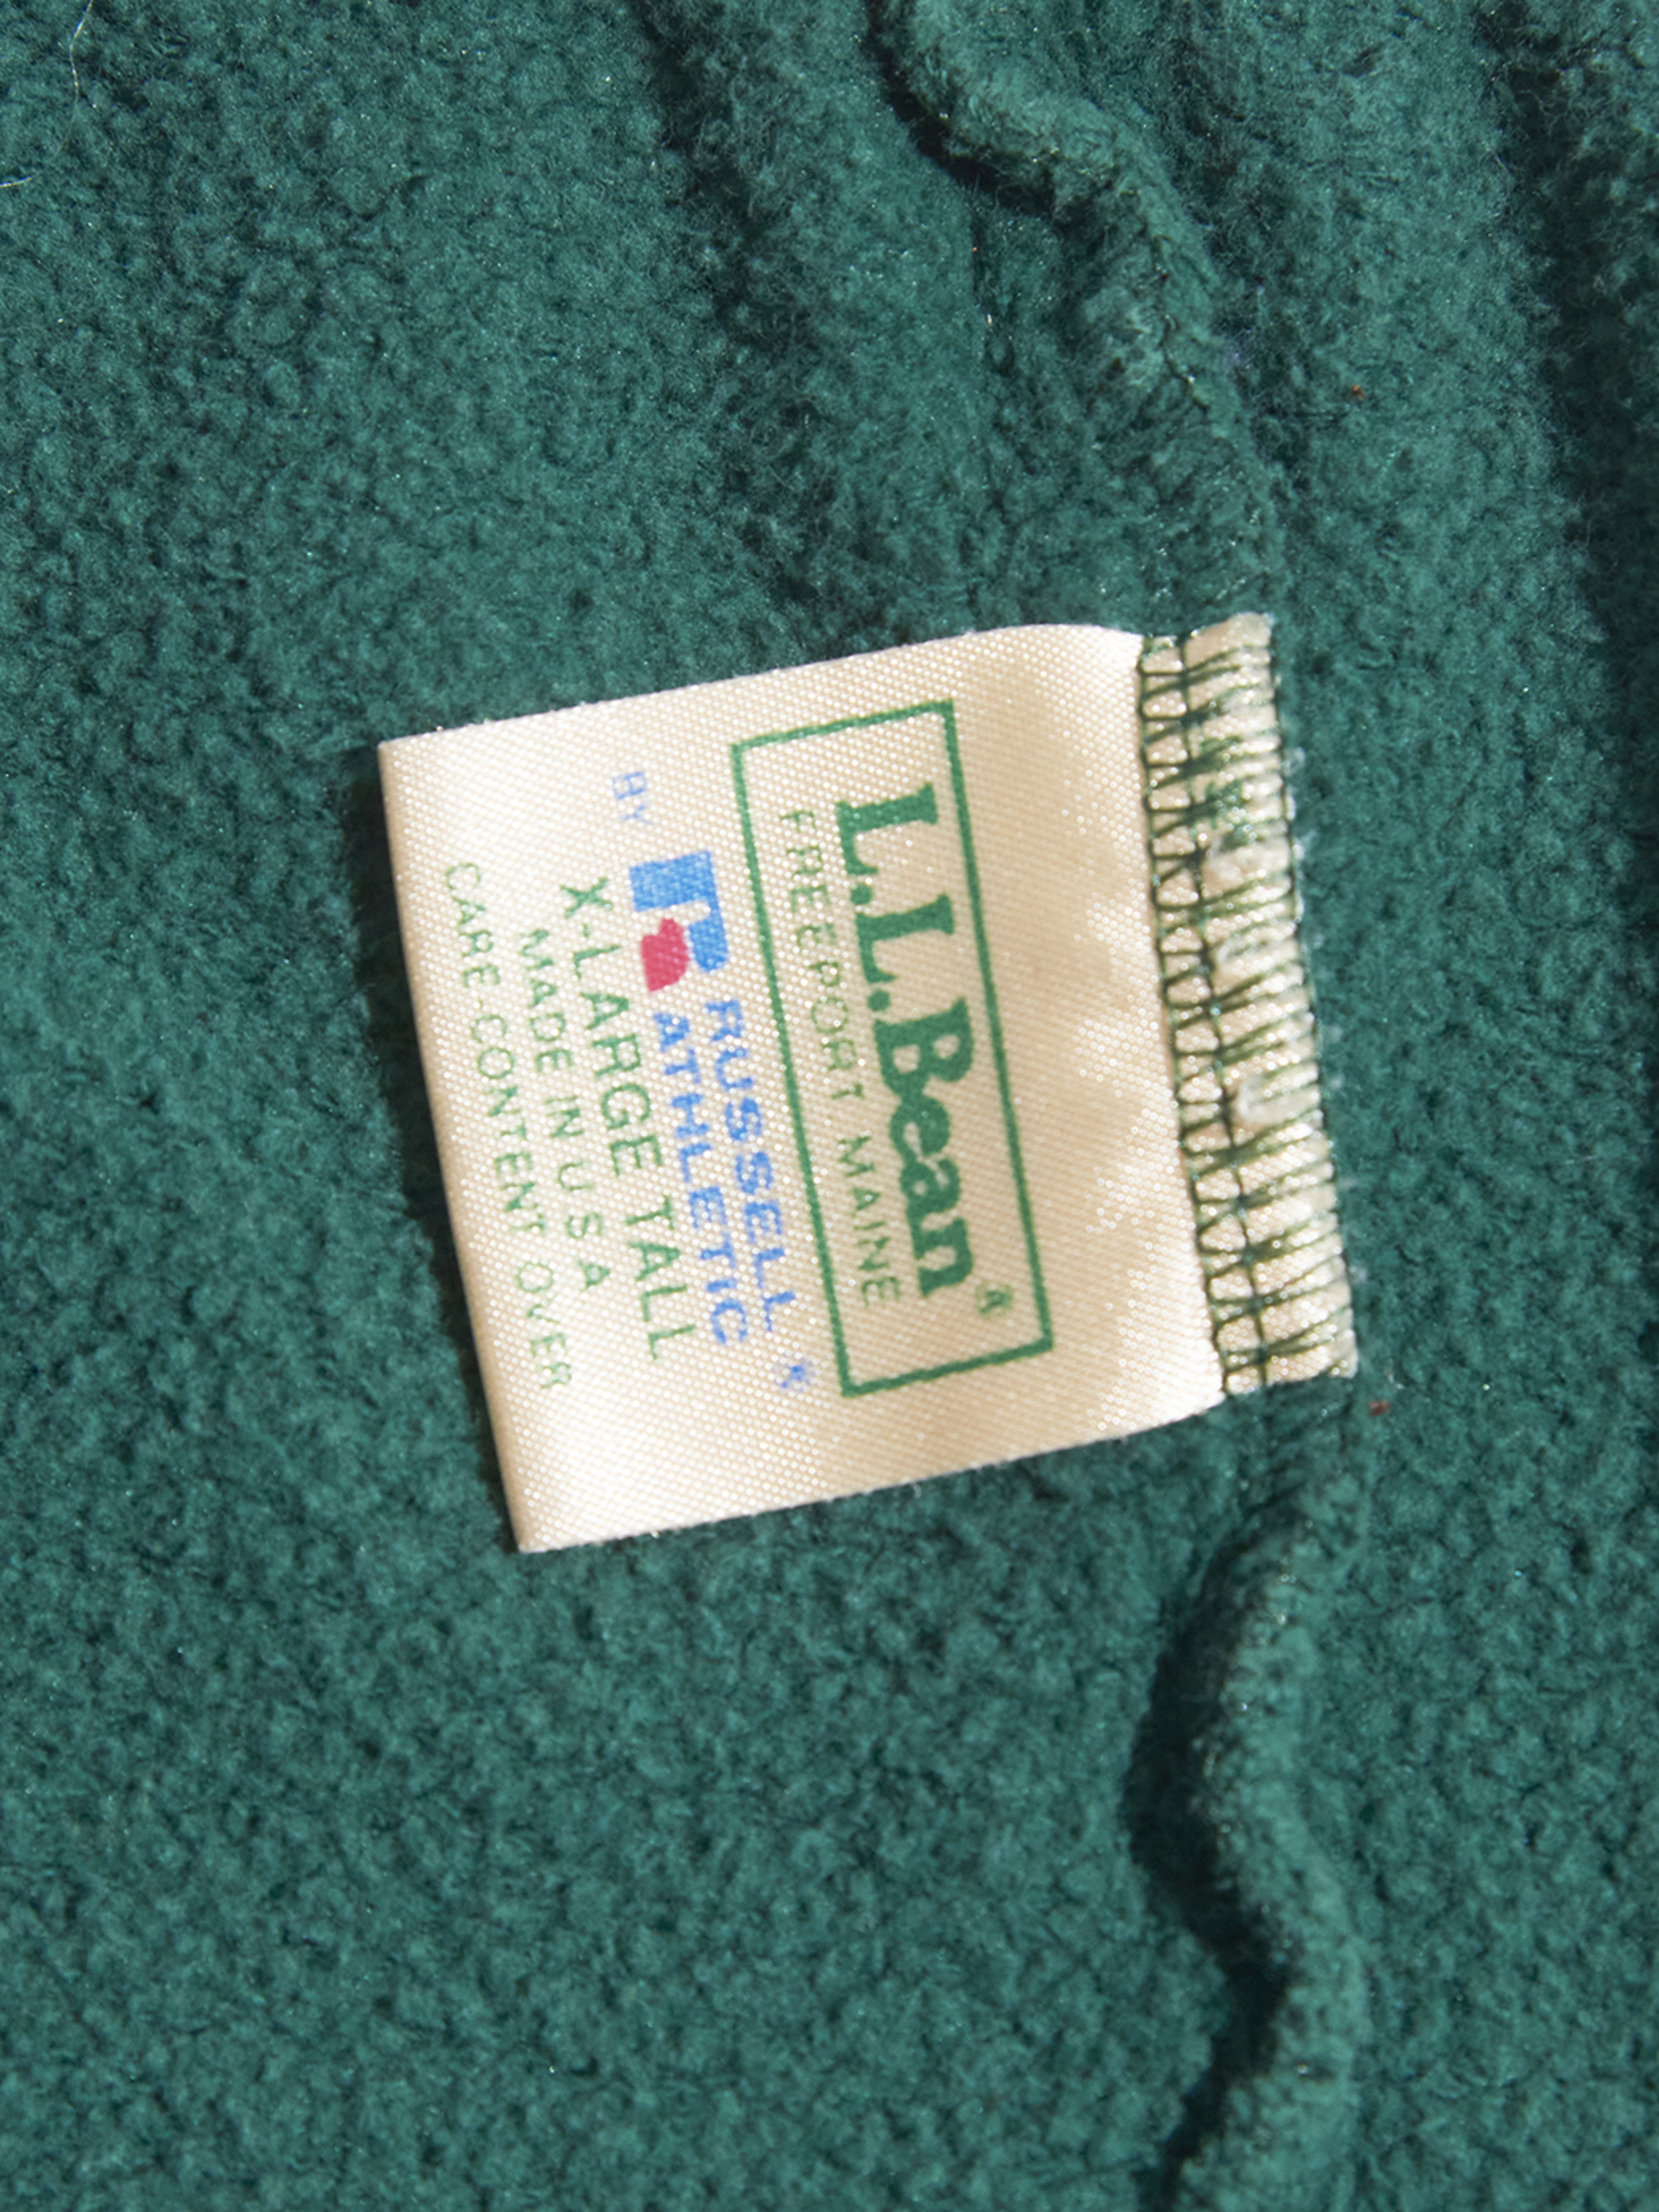 L.L.Bean®
FREEPORT MAINE
BY RUSSELL
ATHLETIC®
X-LARGE TALL
MADE IN U S A
CARE-CONTENT OVER